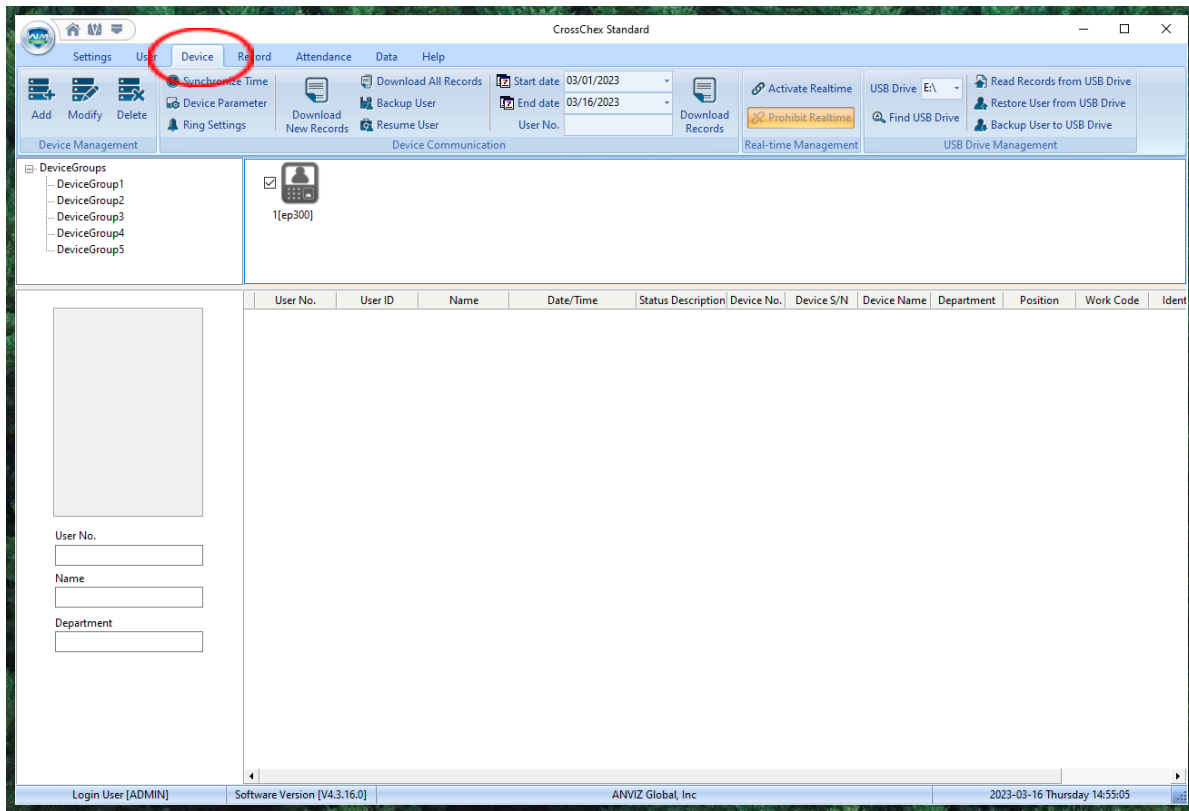 CrossChex Standard
Settings User Device Record Attendance Data Help
Add Modify Delete
Device Management
Synchronize Time
Device Parameter
Ring Settings
Download
New Records
Download All Records
Backup User
Resume User
Start date 03/01/2023
End date 03/16/2023
User No.
Download
Records
Device Communication
Activate Realtime
Prohibit Realtime
Real-time Management
USB Drive E:\
Find USB Drive
Read Records from USB Drive
Restore User from USB Drive
Backup User to USB Drive
USB Drive Management
DeviceGroups
DeviceGroup1
DeviceGroup2
DeviceGroup3
DeviceGroup4
DeviceGroup5
1[ep300]
User No. User ID Name Date/Time Status Description Device No. Device S/N Device Name Department Position Work Code Ident
User No.
Name
Department
Login User [ADMIN] Software Version [V4.3.16.0] ANVIZ Global, Inc 2023-03-16 Thursday 14:55:05